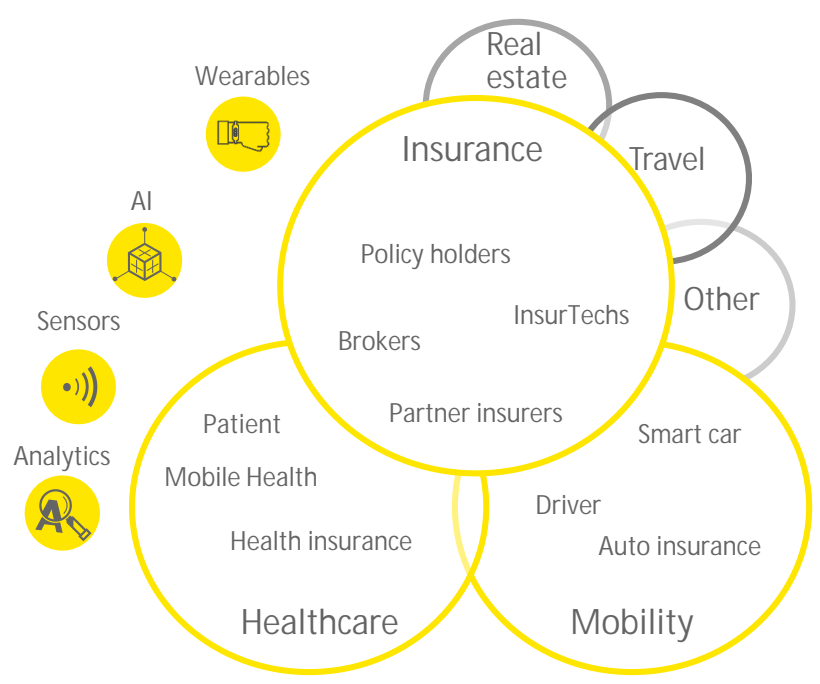 Real
estate
Wearables
Insurance
Travel
AI
Policy holders
Other
InsurTechs
Sensors
Brokers
Partner insurers
Patient
Smart car
Analytics
Mobile Health
A
Driver
Health insurance
Auto insurance
Healthcare
Mobility